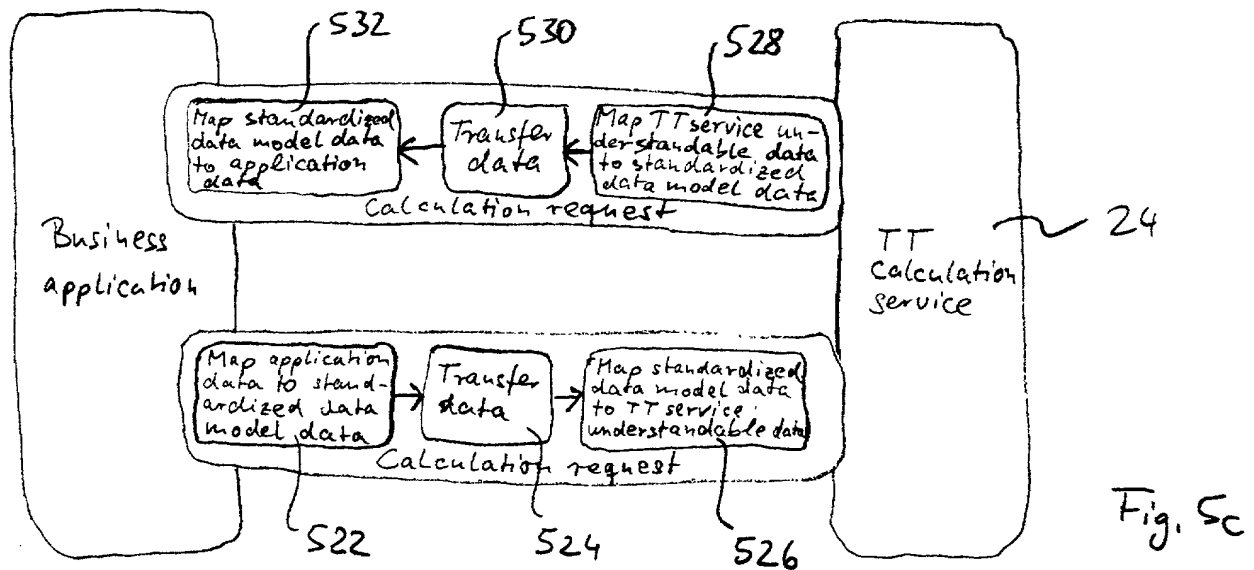 532
530
528
Map standardized
data model data
to application
data
Transfer
data
Map TT service un-
derstandable data
to standardized
data model data
Calculation request
Business
application
TT
Calculation
service
24
Map application
data to stand-
ardized data
model data
Transfer
data
Map standardized
data model data
to TT service
understandable data
Calculation request
522
524
526
Fig. 5c